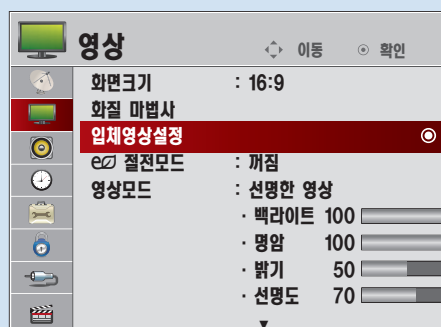 영상 이동 확인
화면크기 : 16:9
화질 마법사
입체영상설정
절전모드 : 꺼짐
영상모드 : 선명한 영상
· 백라이트 100
· 명암 100
· 밝기 50
· 선명도 70